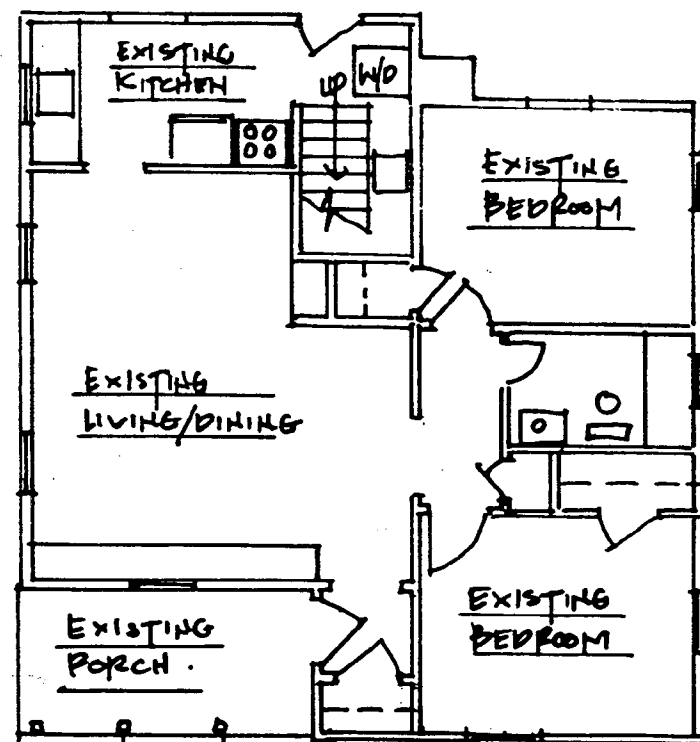 EXISTING
KITCHEN
UP
W/D
EXISTING
BEDROOM
EXISTING
LIVING/DINING
EXISTING
BEDROOM
EXISTING
PORCH.